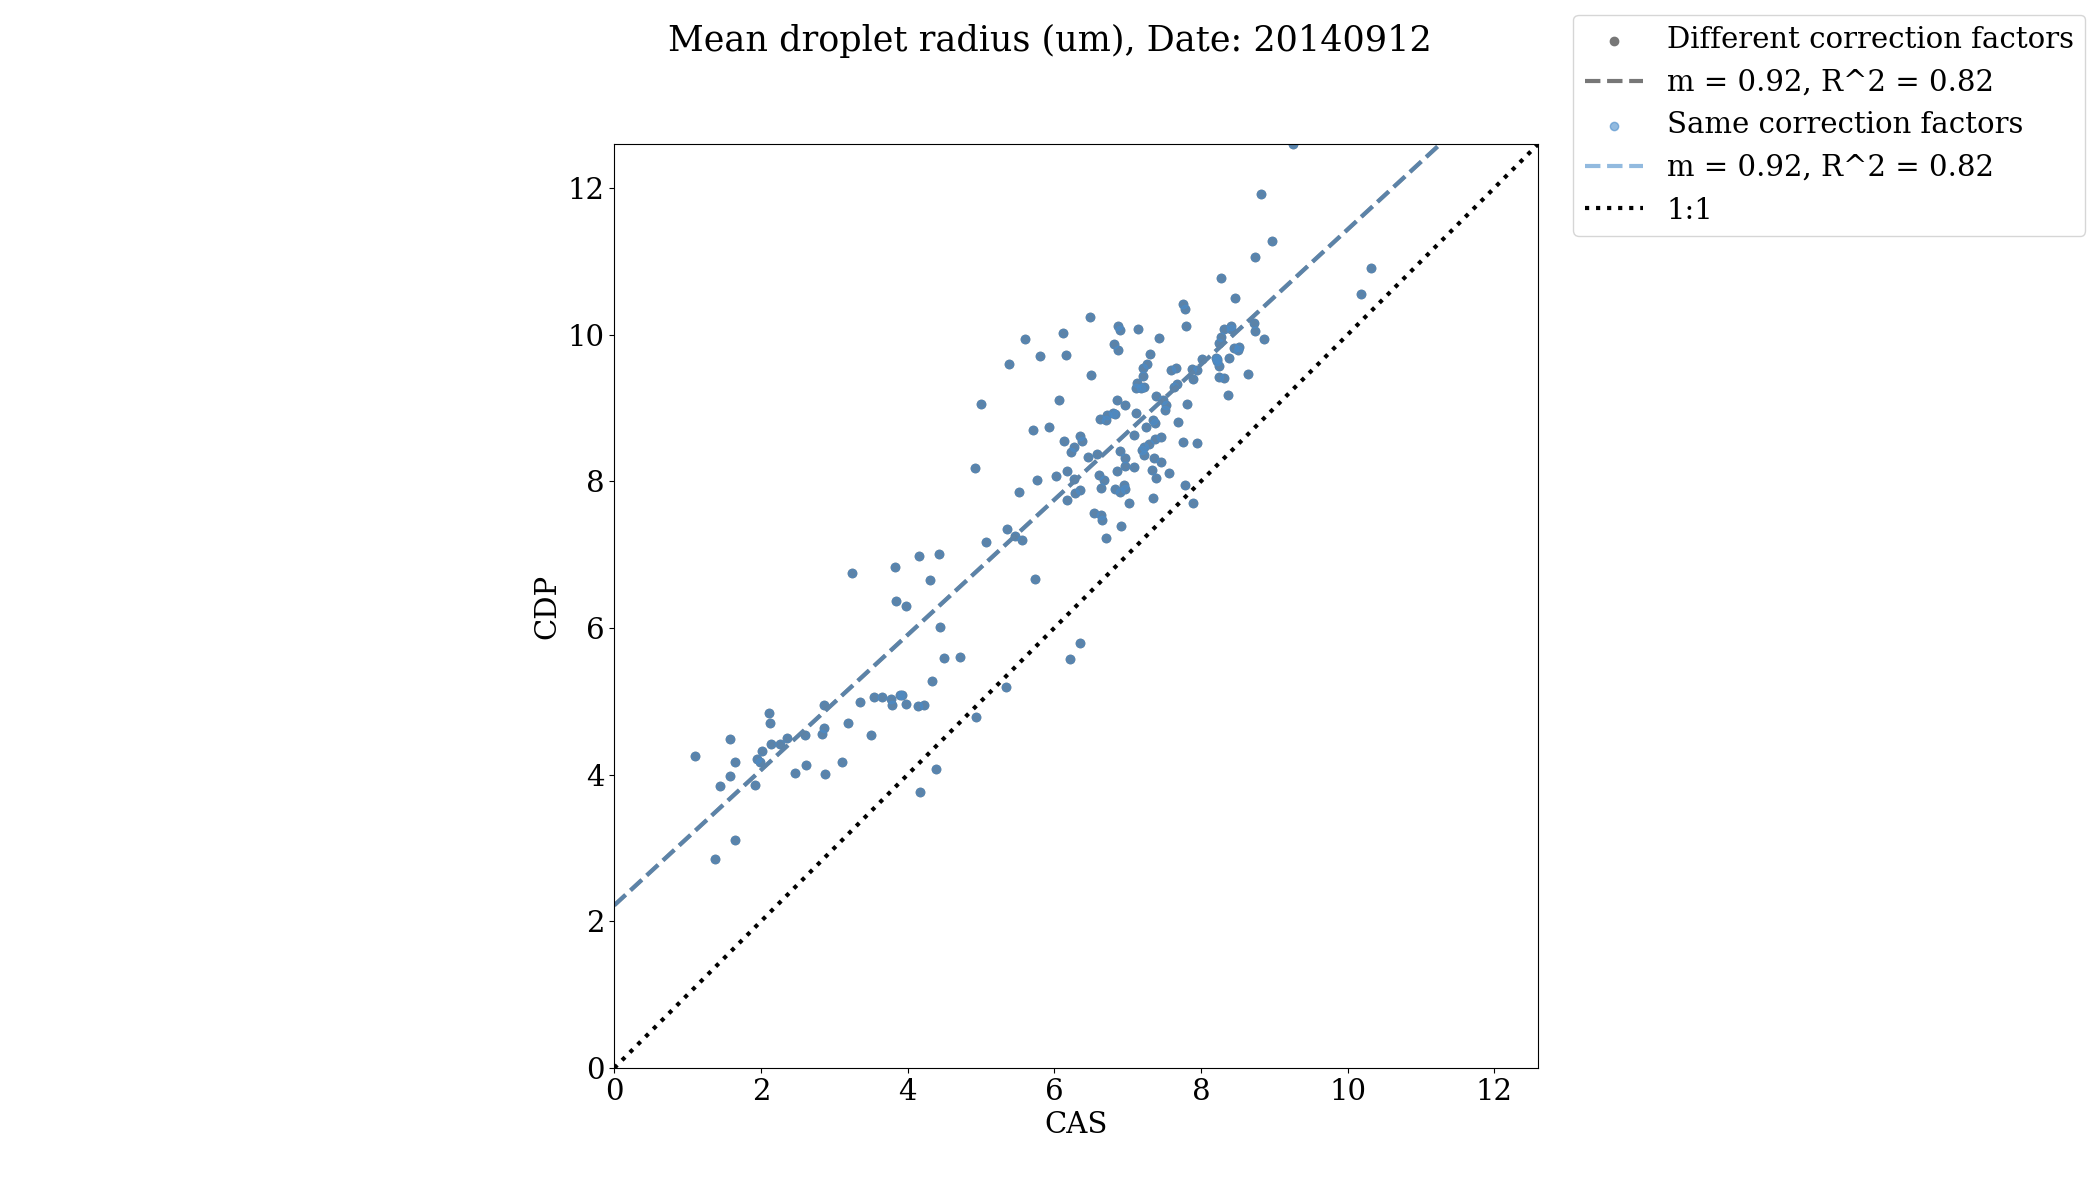 Mean droplet radius (um), Date: 20140912
Different correction factors
m = 0.92, R^2 = 0.82
Same correction factors
m = 0.92, R^2 = 0.82
1:1
12
10
8
6
4
2
0
CDP
0 2 4 6 8 10 12
CAS